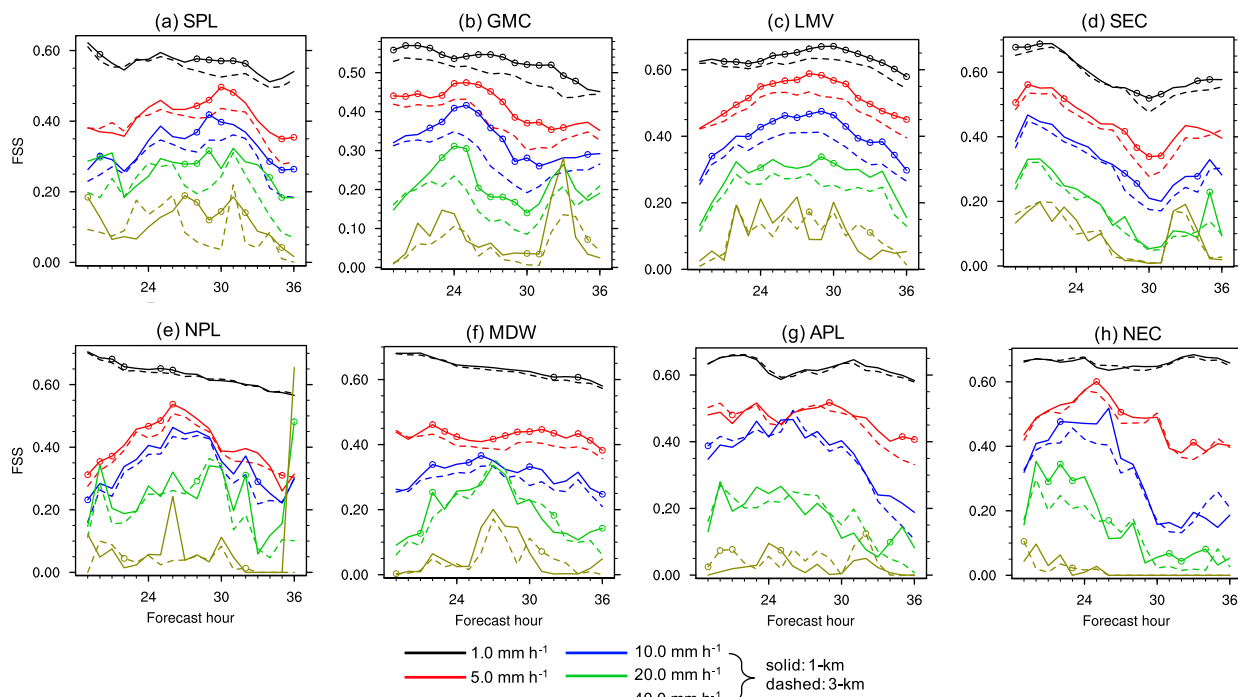 (a) SPL
(b) GMC
(c) LMV
(d) SEC
FSS
0.60
0.40
0.20
0.00
24
36
0.50
0.40
0.30
0.20
0.10
0.00
24
36
0.60
0.40
0.20
0.00
24
36
0.60
0.40
0.20
0.00
24
30
36
(e) NPL
(f) MDW
(g) APL
(h) NEC
FSS
0.60
0.40
0.20
0.00
24
30
36
Forecast hour
0.60
0.40
0.20
0.00
24
30
36
Forecast hour
0.60
0.40
0.20
0.00
24
30
36
Forecast hour
0.60
0.40
0.20
0.00
24
30
36
Forecast hour
1.0 mm h⁻¹
10.0 mm h⁻¹
5.0 mm h⁻¹
20.0 mm h⁻¹
solid: 1-km
dashed: 3-km